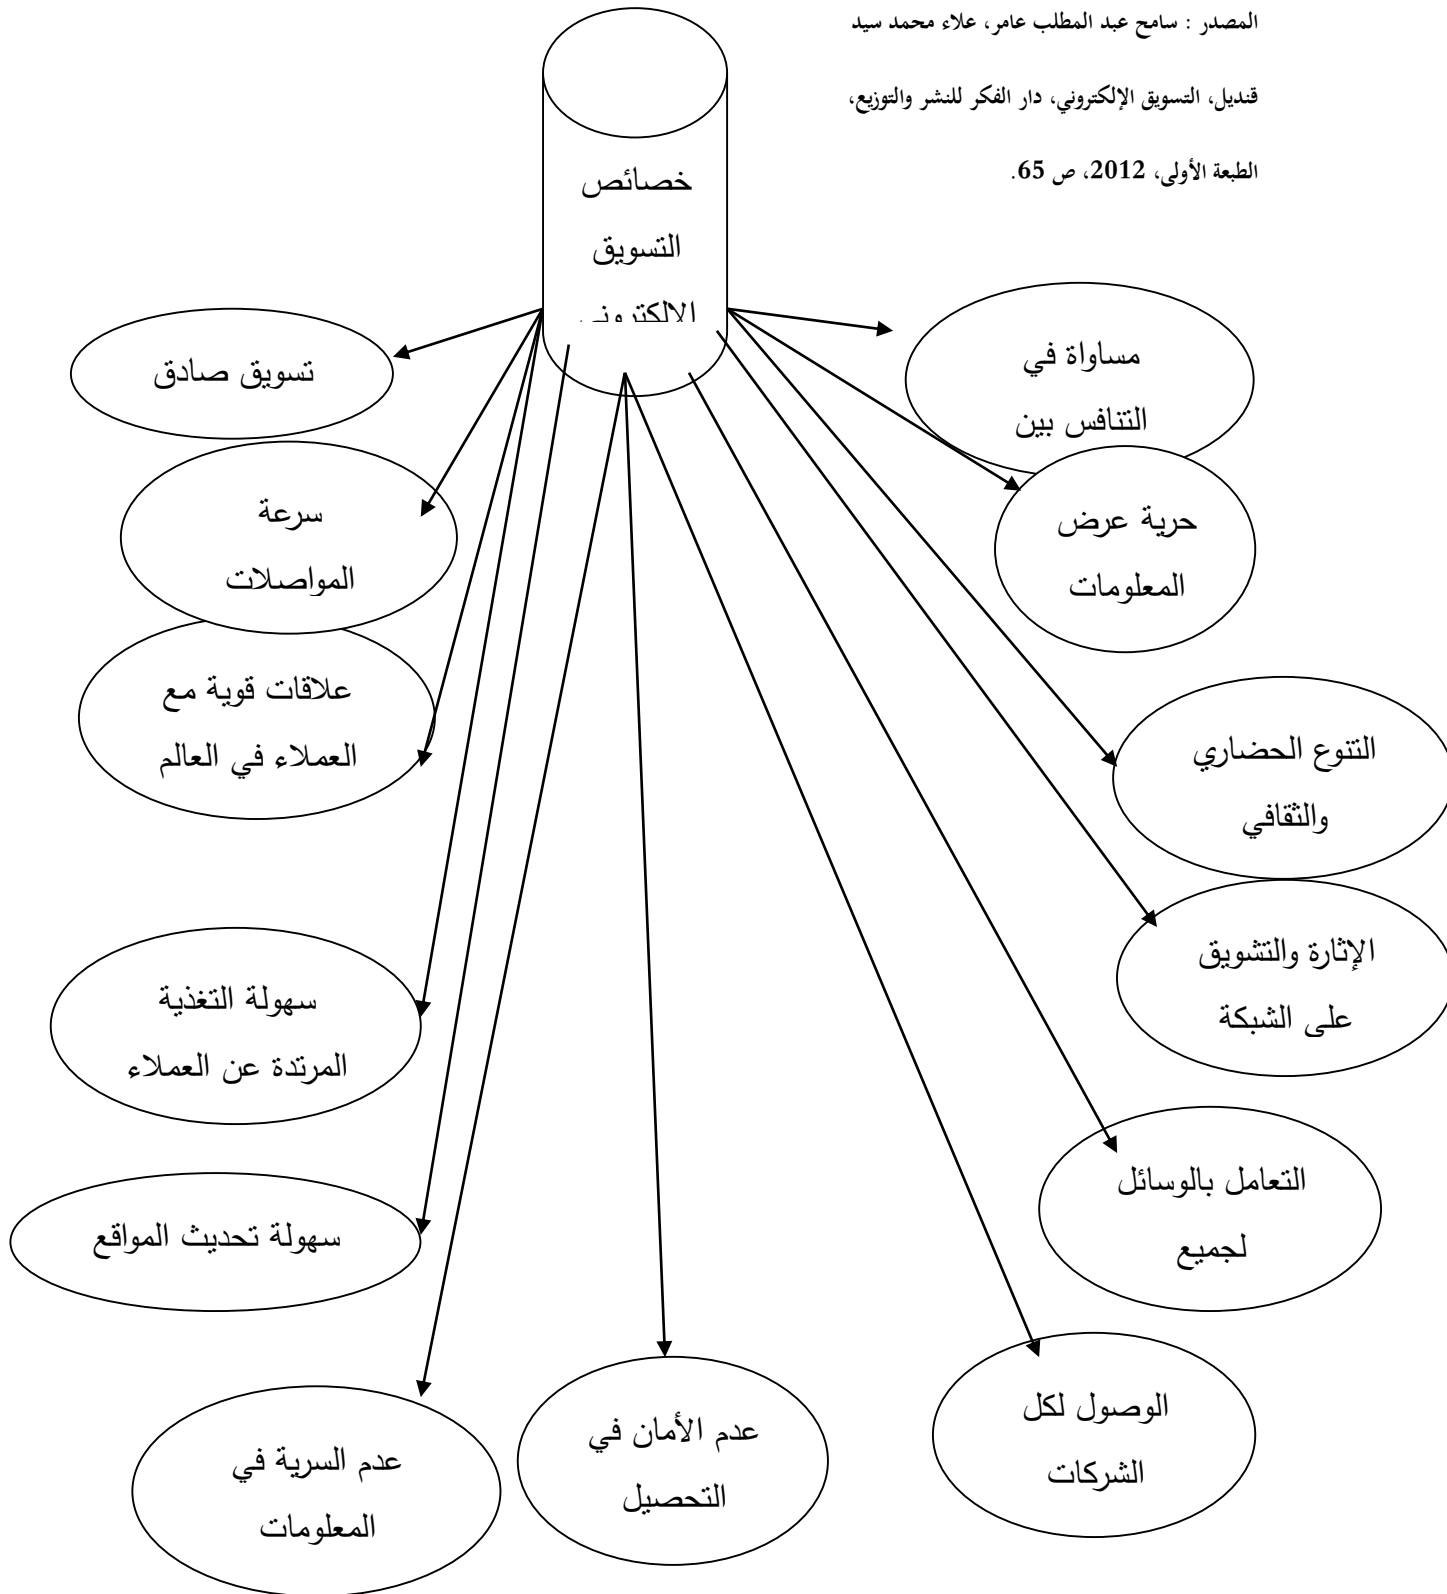 المصدر : سامح عبد المطلب عامر، علاء محمد سيد
قنديل، التسويق الإلكتروني، دار الفكر للنشر والتوزيع،
الطبعة الأولى، 2012، ص 65.
خصائص
التسويق
الالكتروني
مساواة في
التنافس بين
حرية عرض
المعلومات
التنوع الحضاري
والثقافي
الإثارة والتشويق
على الشبكة
التعامل بالوسائل
لجميع
الوصول لكل
الشركات
عدم الأمان في
التحصيل
عدم السرية في
المعلومات
سهولة تحديث المواقع
سهولة التغذية
المرتدة عن العملاء
علاقات قوية مع
العملاء في العالم
سرعة
المواصلات
تسويق صادق